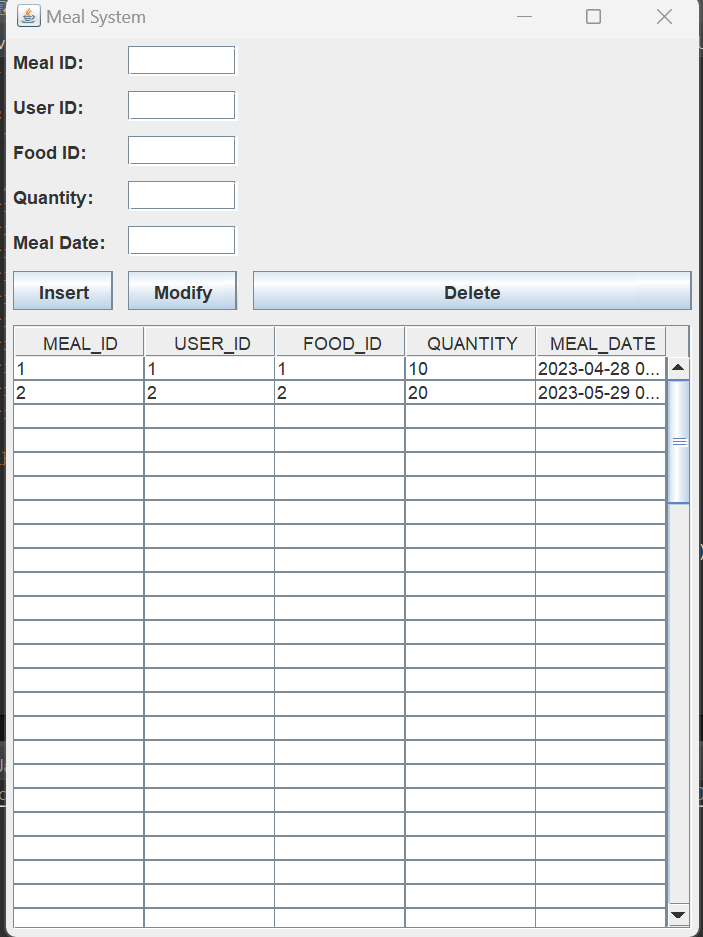 Meal System
Meal ID:
User ID:
Food ID:
Quantity:
Meal Date:
Insert Modify Delete
MEAL_ID USER_ID FOOD_ID QUANTITY MEAL_DATE
1 1 1 10 2023-04-28 0...
2 2 2 20 2023-05-29 0...